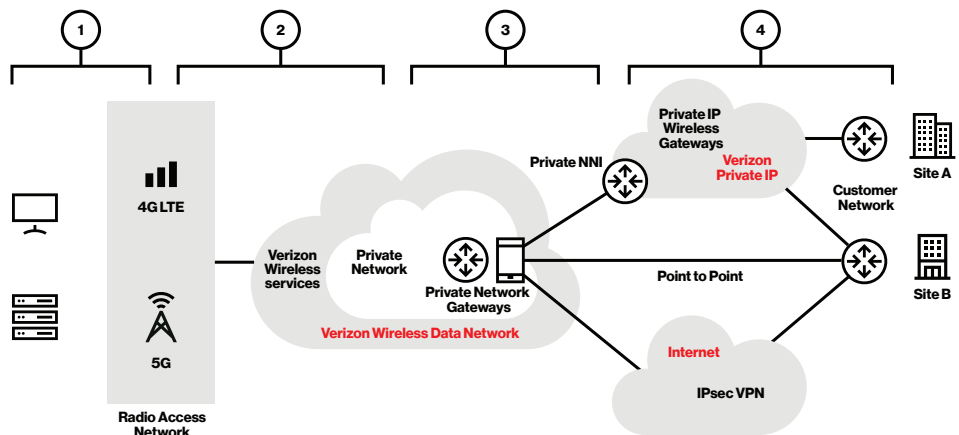 1
2
3
4
4G LTE
5G
Radio Access
Network
Verizon
Wireless
services
Private
Network
Private Network
Gateways
Verizon Wireless Data Network
Private NNI
Private IP
Wireless
Gateways
Verizon
Private IP
Point to Point
Internet
IPsec VPN
Customer
Network
Site A
Site B